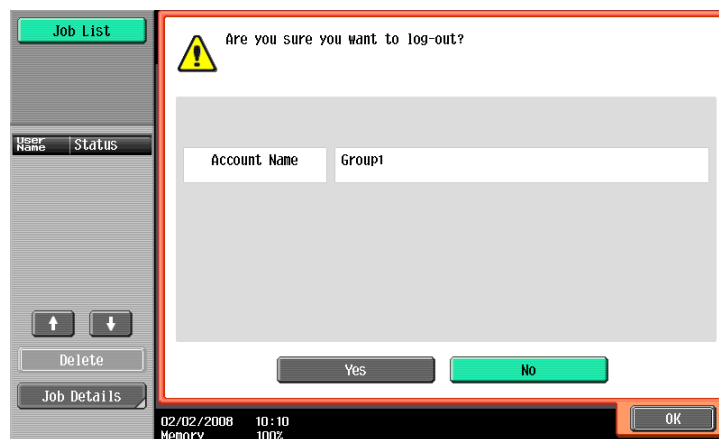 Job List
Are you sure you want to log-out?
User Name
Status
Account Name
Group1
Delete
Yes
No
Job Details
02/02/2008 10:10
Memory 100%
OK